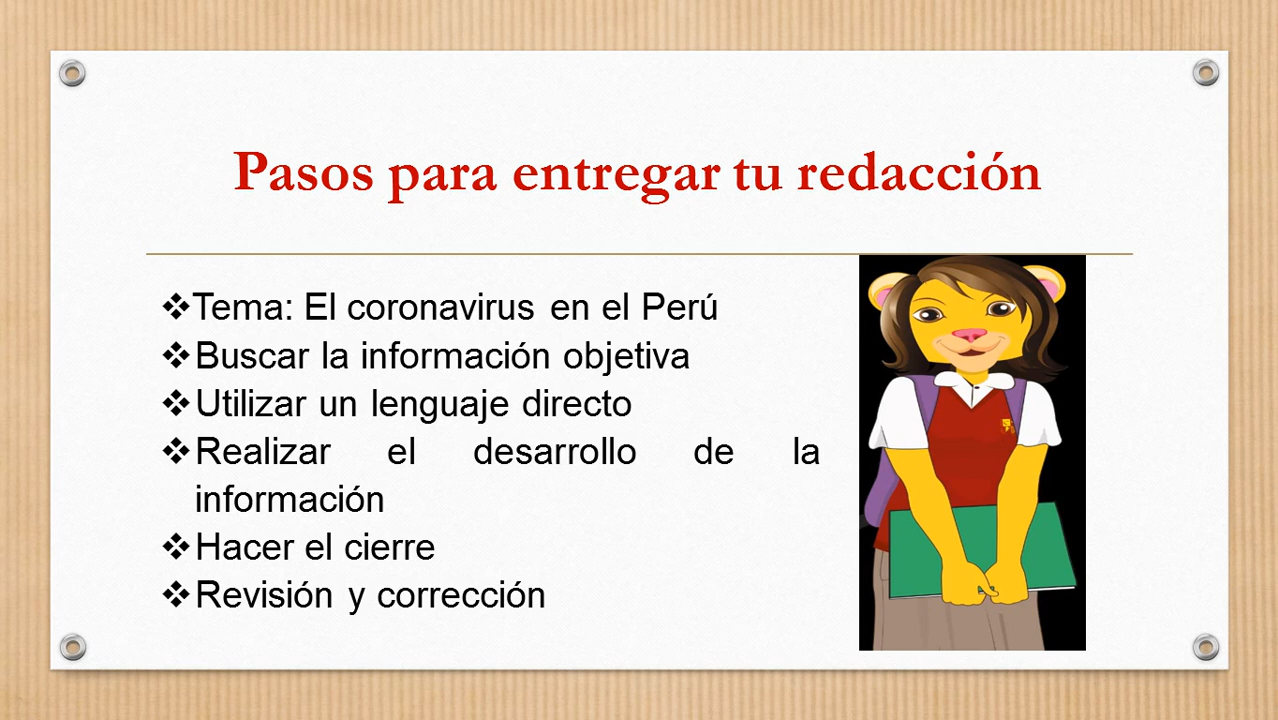 Pasos para entregar tu redacción
❖Tema: El coronavirus en el Perú
❖Buscar la información objetiva
❖Utilizar un lenguaje directo
❖Realizar el desarrollo de la
información
❖Hacer el cierre
❖Revisión y corrección